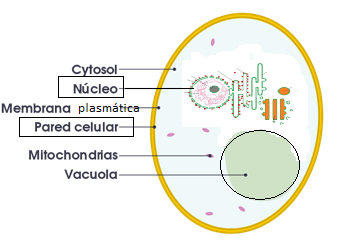 Cytosol
Núcleo
Membrana plasmática
Pared celular
Mitochondrias
Vacuola